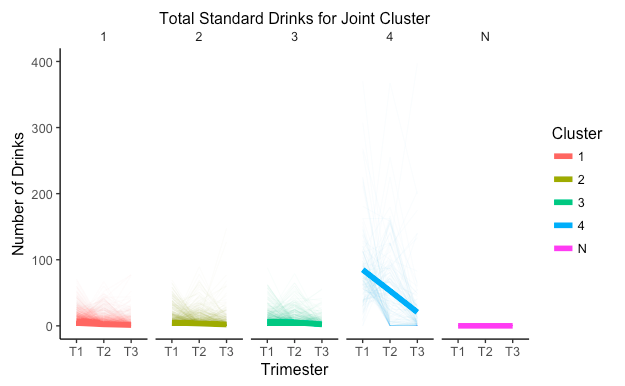 Total Standard Drinks for Joint Cluster
1 2 3 4 N
400
300
200
100
0
Number of Drinks
T1 T2 T3 T1 T2 T3 T1 T2 T3 T1 T2 T3 T1 T2 T3
Trimester
Cluster
1
2
3
4
N